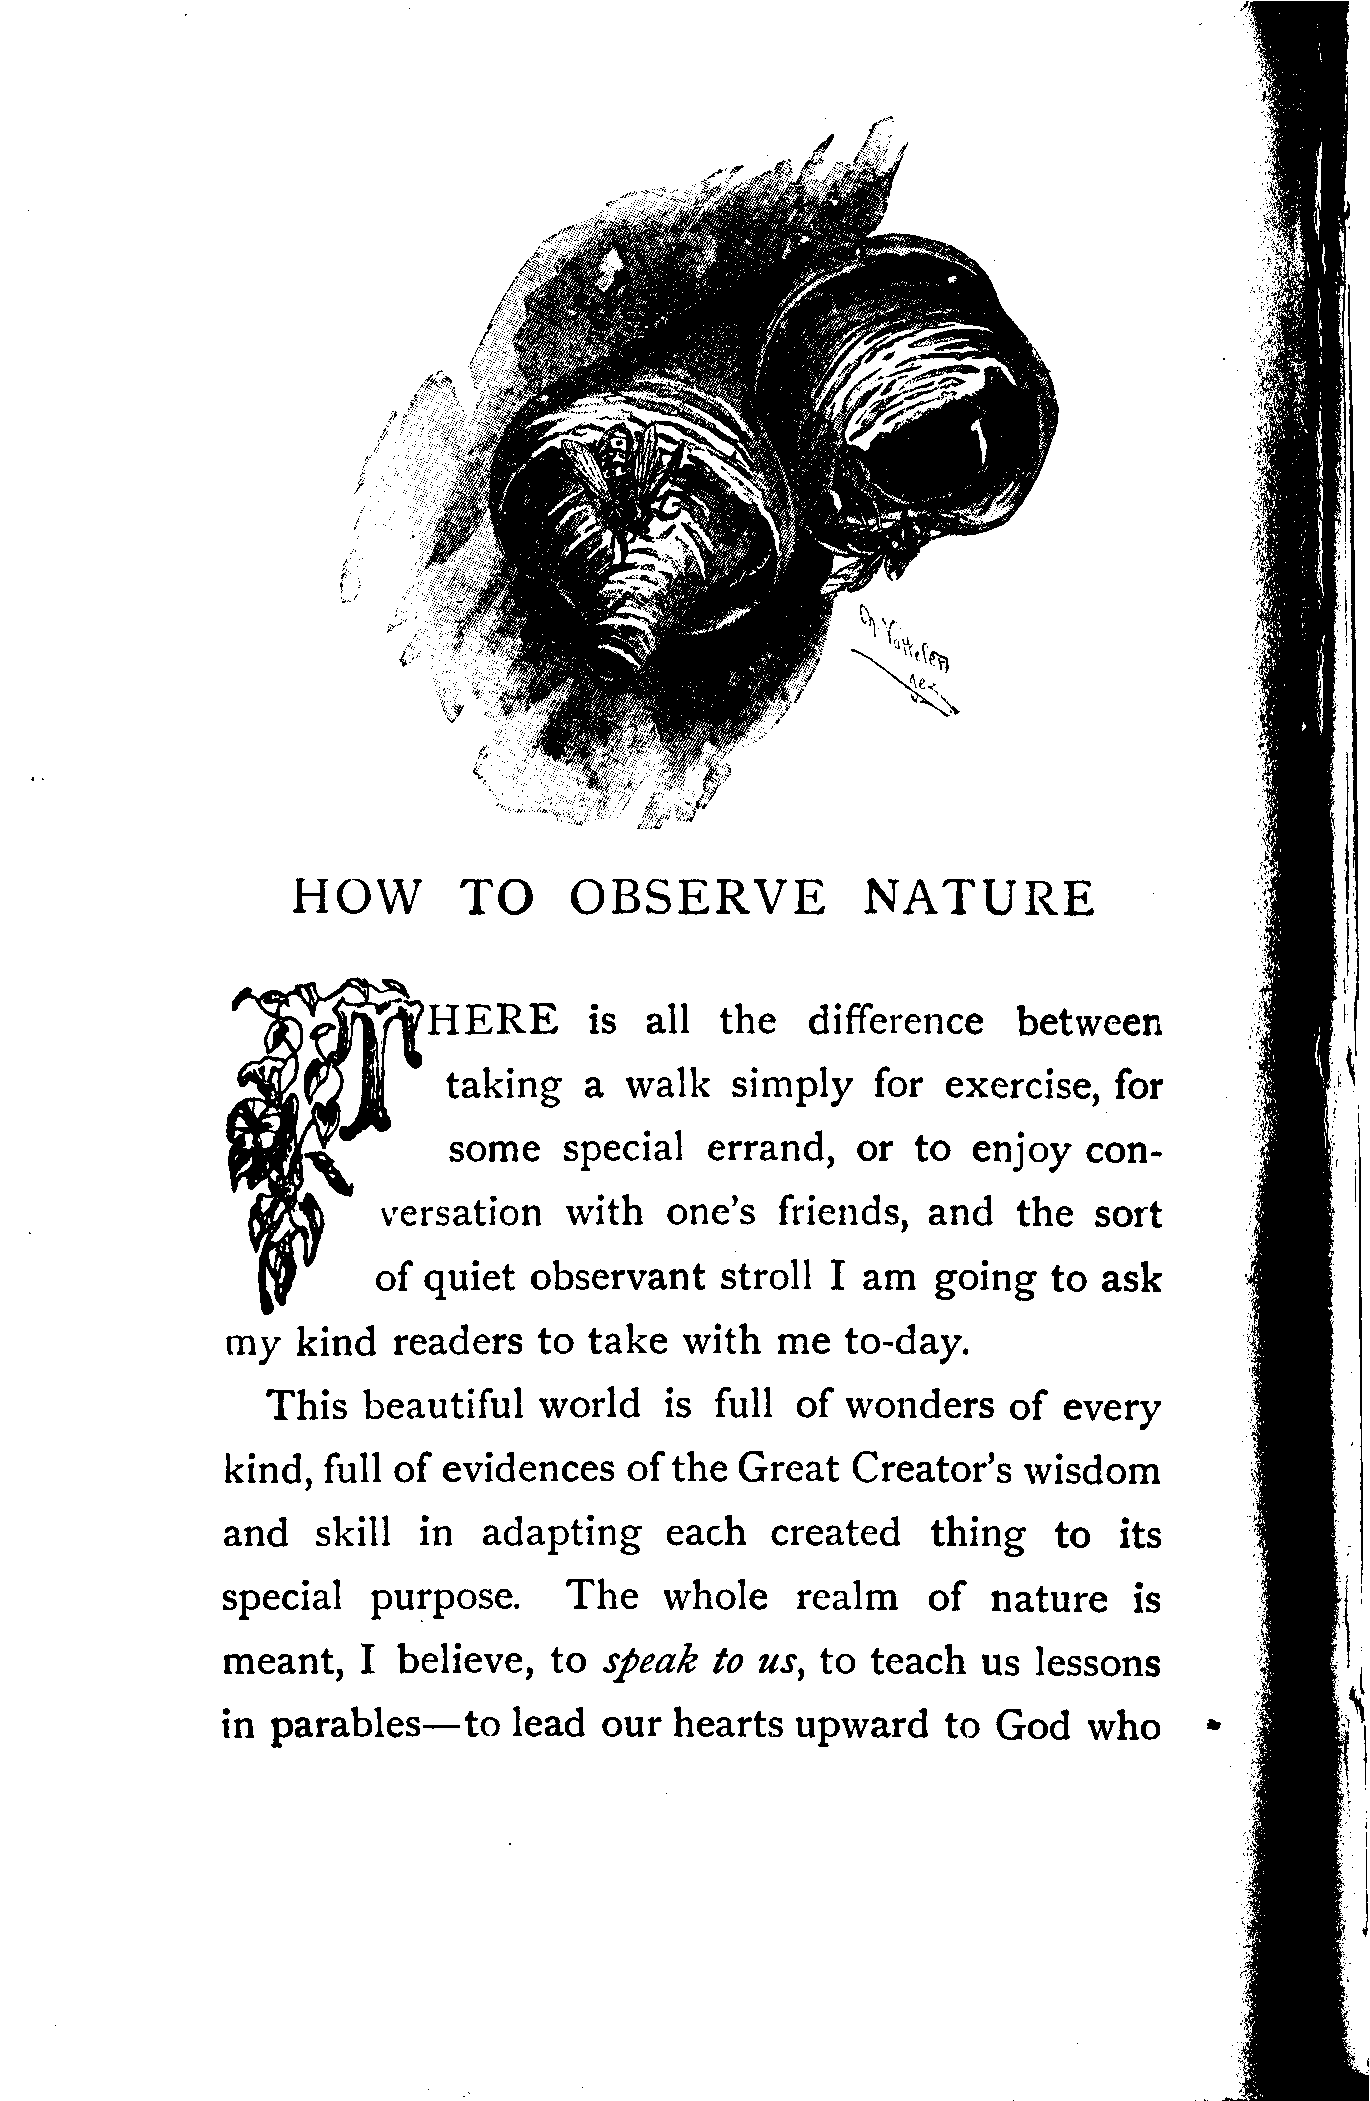 HOW TO OBSERVE NATURE
THERE is all the difference between
taking a walk simply for exercise, for
some special errand, or to enjoy con-
versation with one's friends, and the sort
of quiet observant stroll I am going to ask
my kind readers to take with me to-day.
This beautiful world is full of wonders of every
kind, full of evidences of the Great Creator's wisdom
and skill in adapting each created thing to its
special purpose. The whole realm of nature is
meant, I believe, to speak to us, to teach us lessons
in parables—to lead our hearts upward to God who